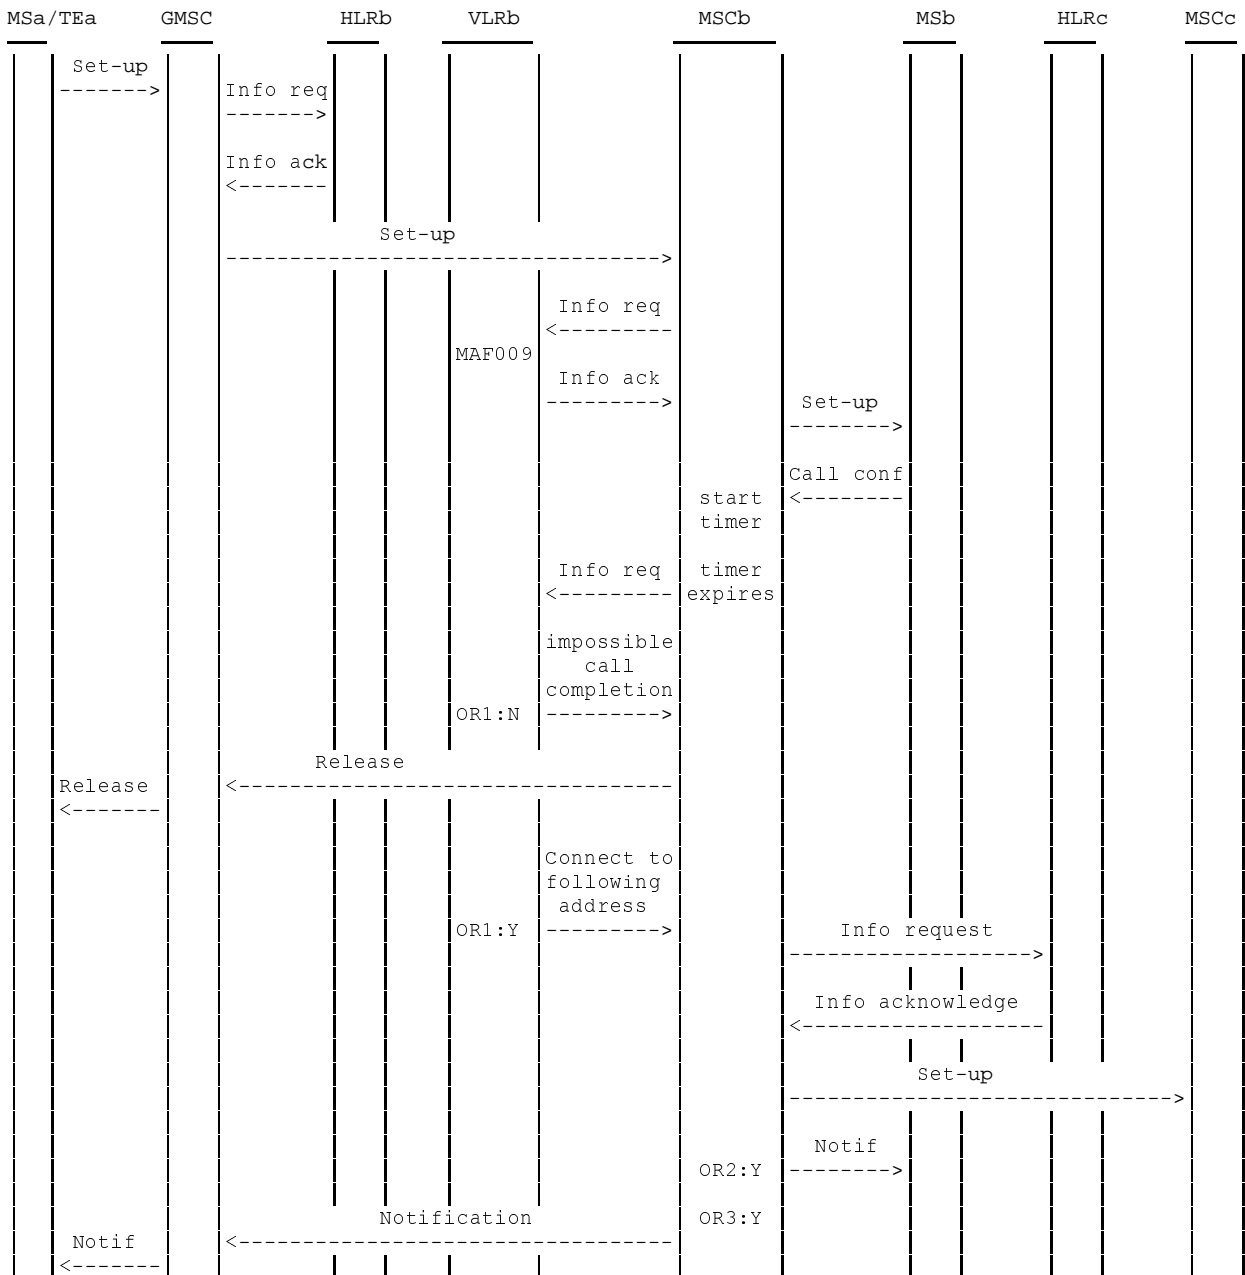 MSa/TEa GMSC HLRb VLRb MSCb MSb HLRc MSCc
Set-up
-------> Info req
------->
Info ack
<-------
Set-up
---------------------------------->
Info req
<----------
MAF009
Info ack
----------> Set-up
-------->
Call conf
start <--------
timer
Info req timer
<---------- expires
impossible
call
completion
OR1:N --------->
Release
Release <----------------------------------
<-------
Connect to
following
address
OR1:Y ---------> Info request
------------------->
Info acknowledge
<-------------------
Set-up
------------------------------>
Notif
OR2:Y -------->
Notification OR3:Y
Notif <----------------------------------
<-------